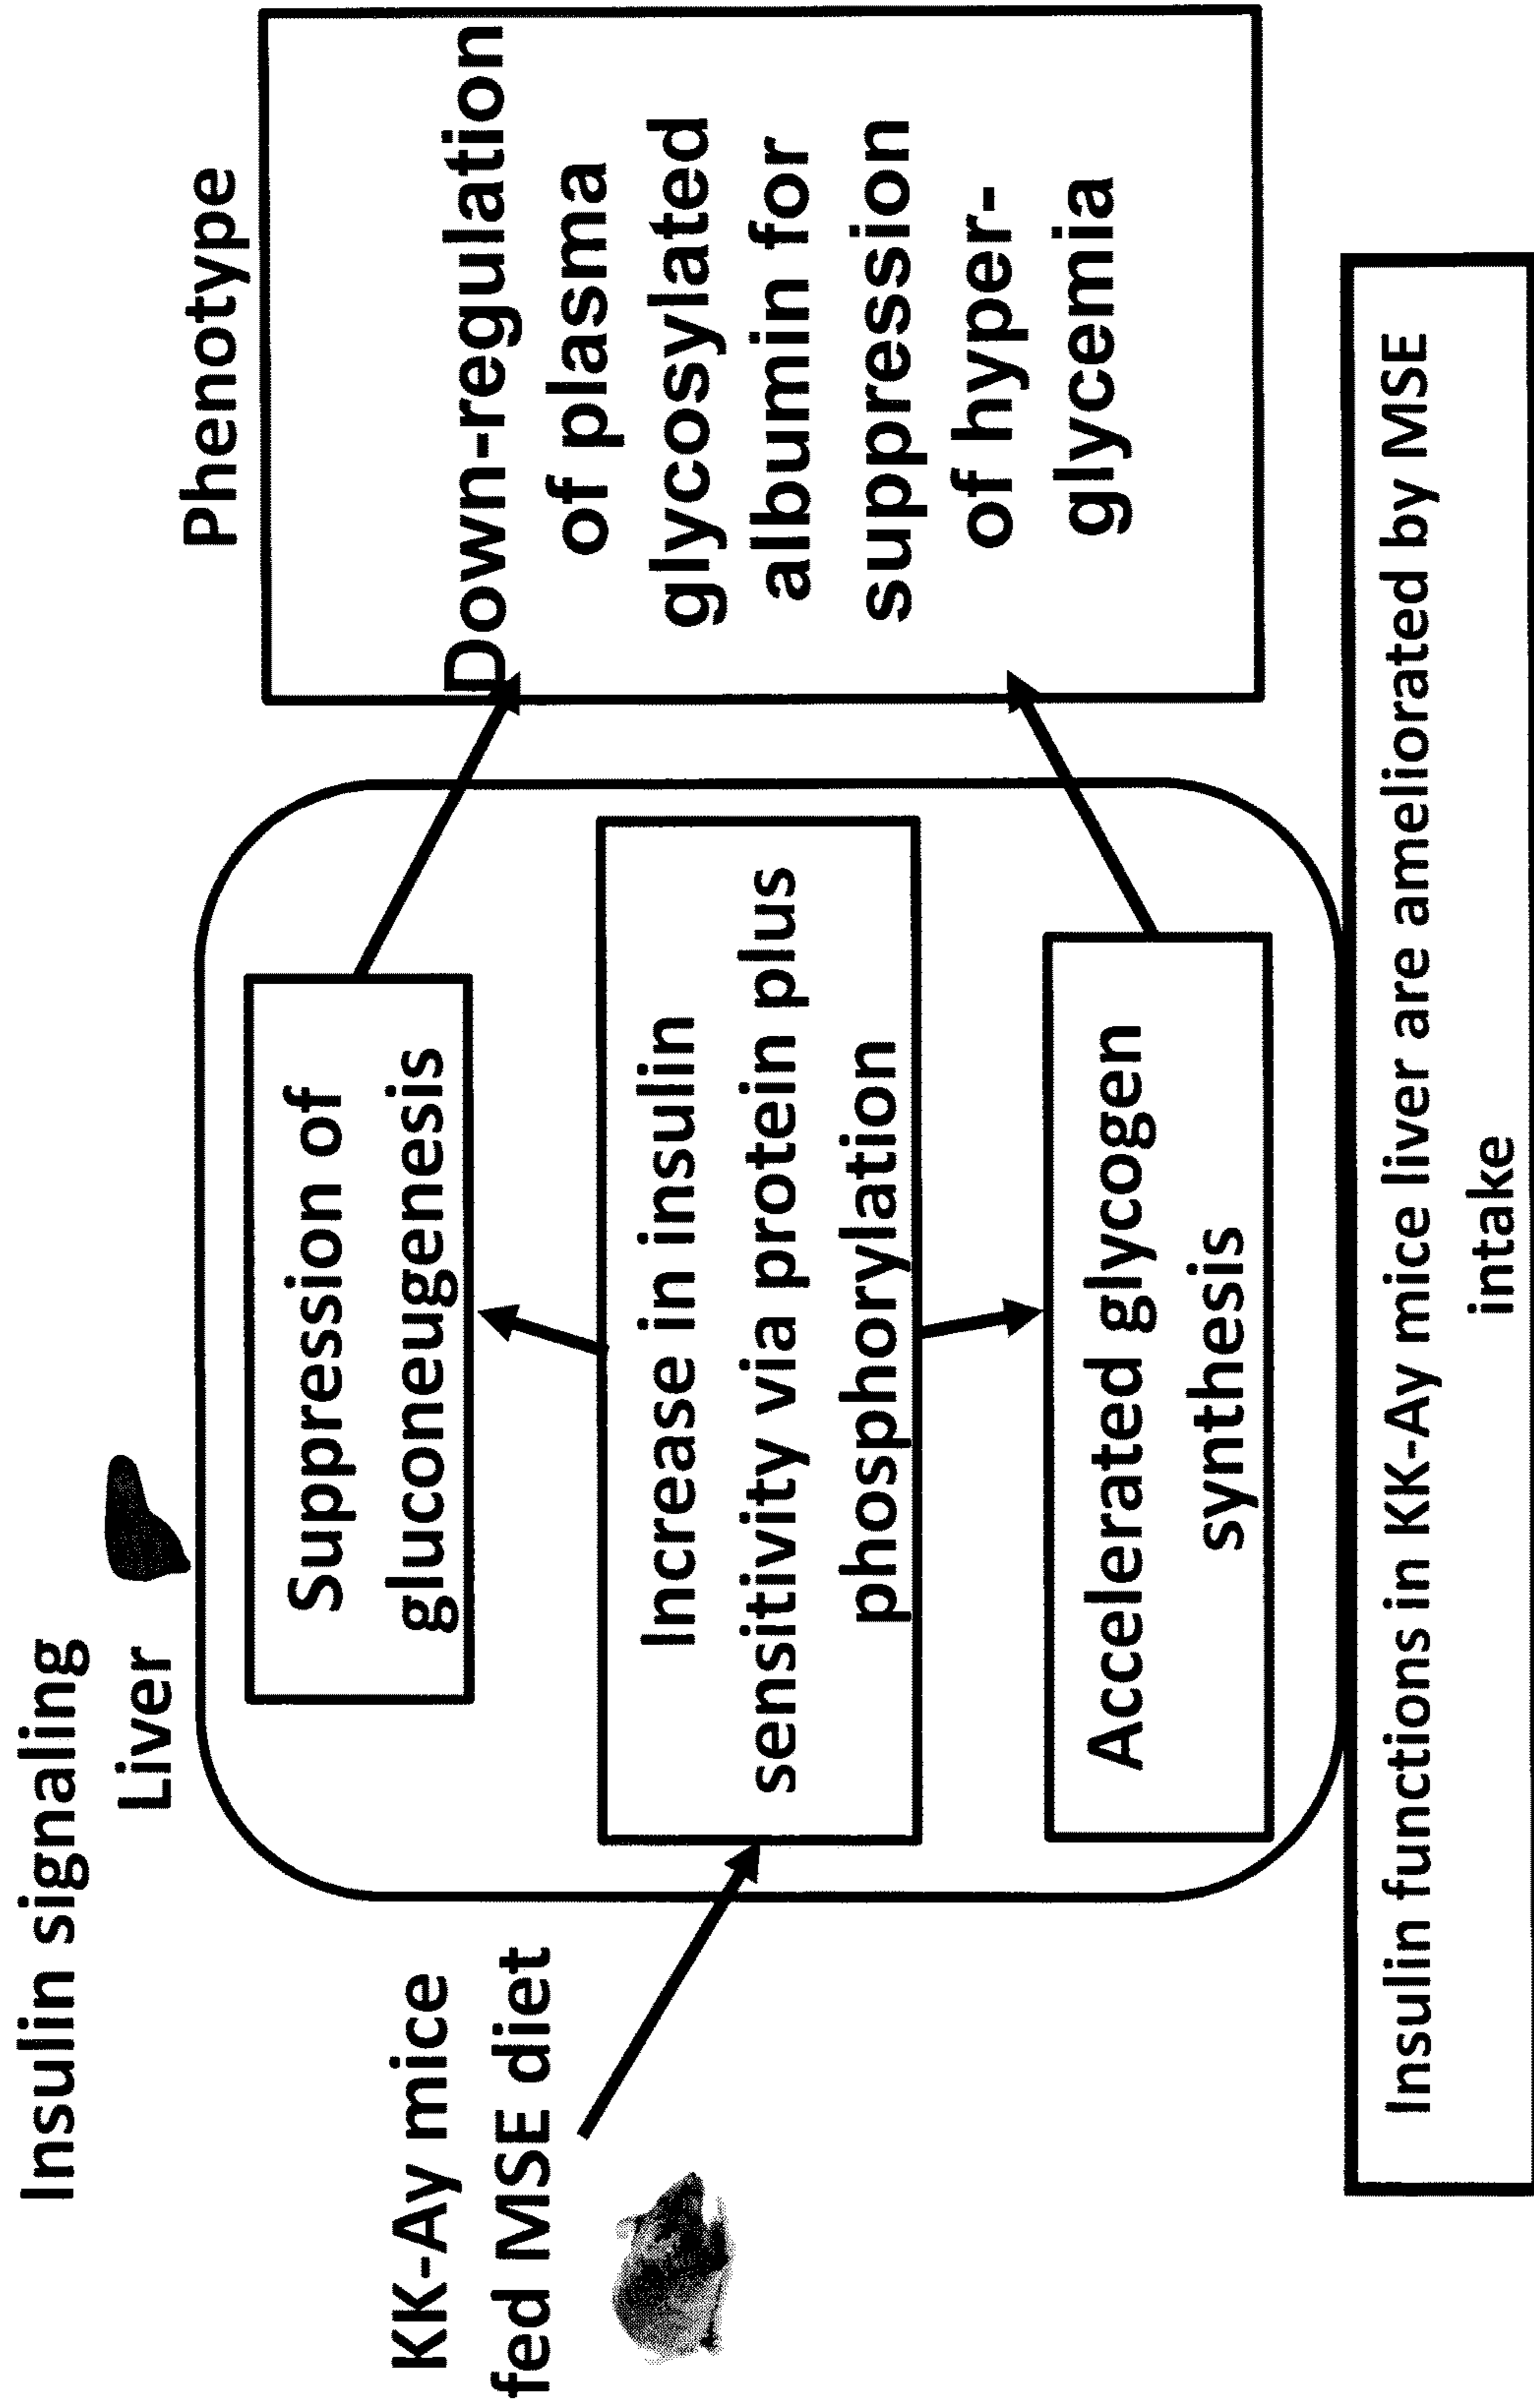 Insulin signaling
Liver
Phenotype
KK-Ay mice
fed MSE diet
Suppression of
gluconeugenesis
Increase in insulin
sensitivity via protein plus
phosphorylation
Accelerated glycogen
synthesis
Down-regulation
of plasma
glycosylated
albumin for
suppression
of hyper-
glycemia
Insulin functions in KK-Ay mice liver are ameliorated by MSE
intake